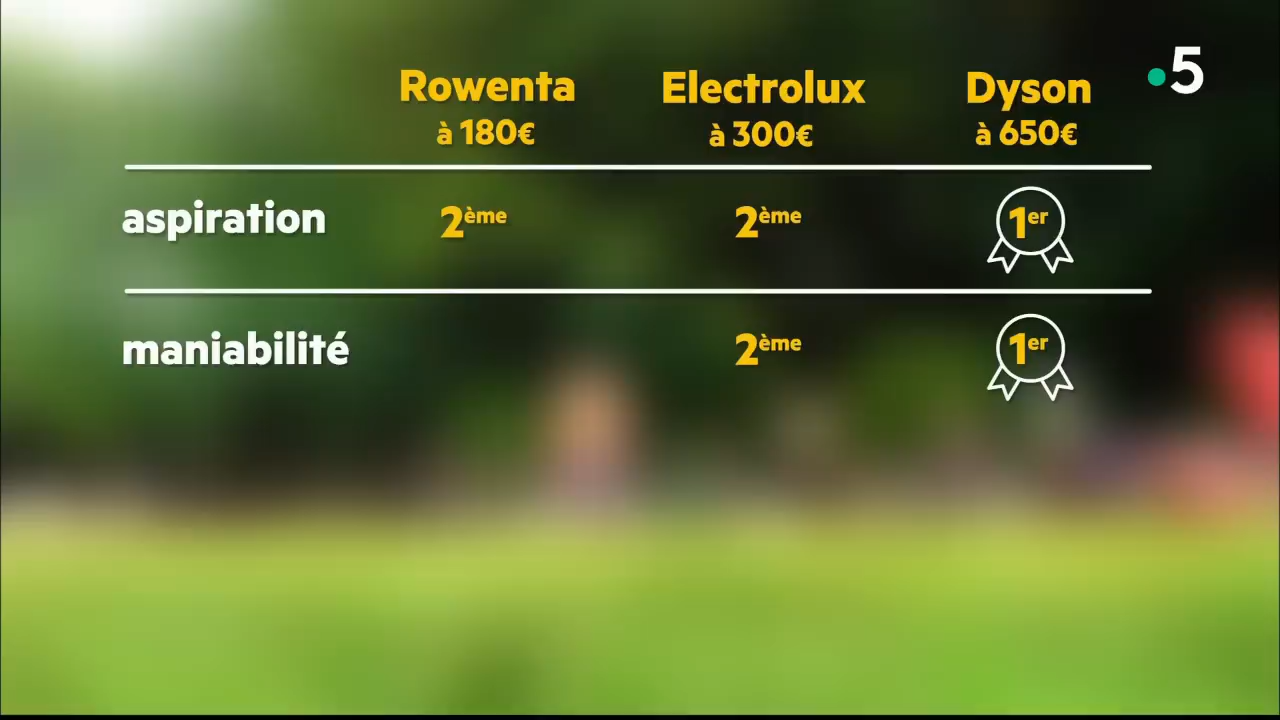 Rowenta Electrolux Dyson
5
à 180€ à 300€ à 650€
aspiration 2ème 2ème 1er
maniabilité 2ème 1er